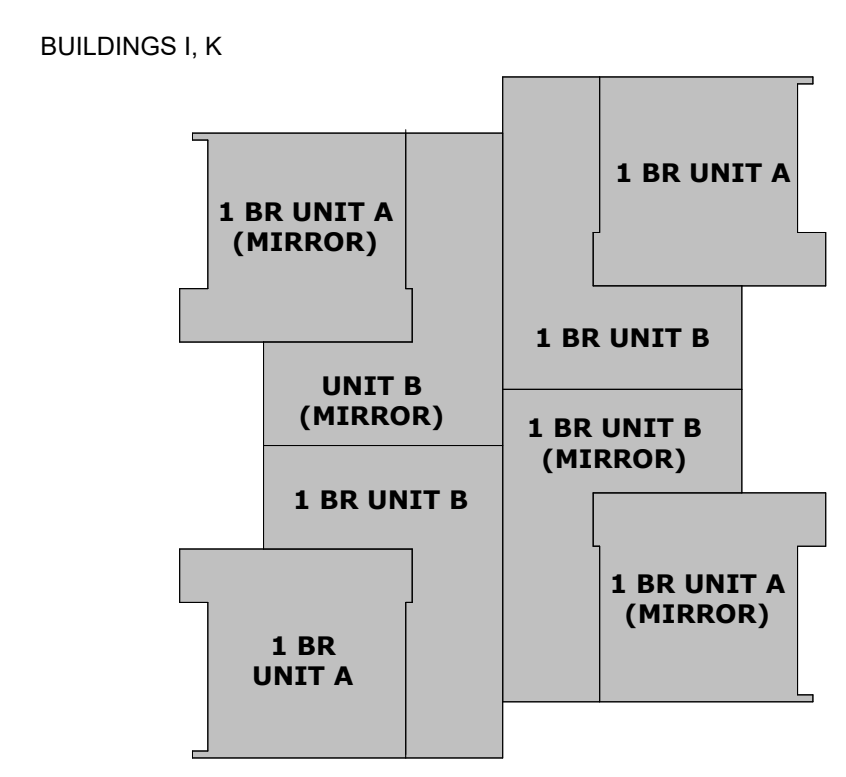 BUILDINGS I, K
1 BR UNIT A
(MIRROR)
1 BR UNIT A
UNIT B
(MIRROR)
1 BR UNIT B
1 BR UNIT B
1 BR UNIT B
(MIRROR)
1 BR
UNIT A
1 BR UNIT A
(MIRROR)